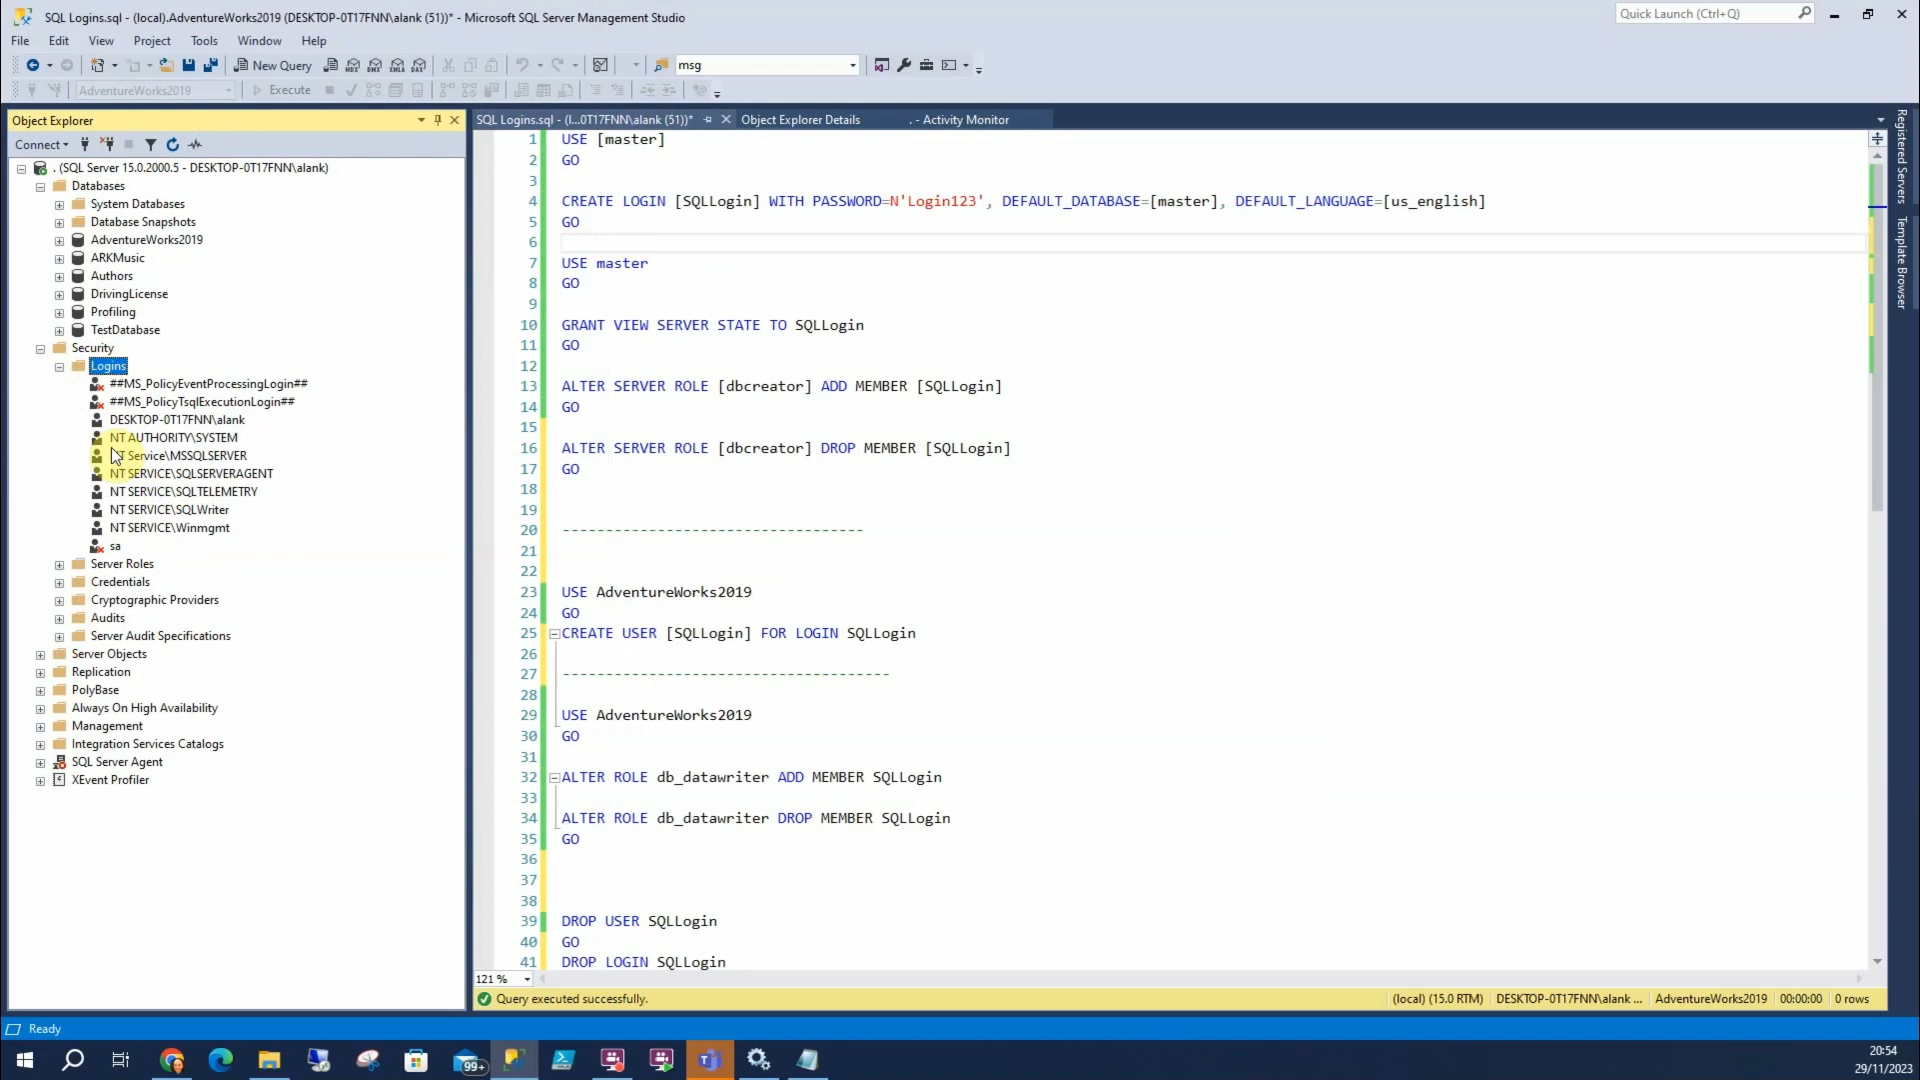 SQL Logins.sql - (local).AdventureWorks2019 (DESKTOP-0T17FNN\alank (51))* - Microsoft SQL Server Management Studio
Quick Launch (Ctrl+Q)
File Edit View Project Tools Window Help
New Query
MDX DMX XMLA DAX
msg
AdventureWorks2019
Execute
Object Explorer
Connect
. (SQL Server 15.0.2000.5 - DESKTOP-0T17FNN\alank)
Databases
System Databases
Database Snapshots
AdventureWorks2019
ARKMusic
Authors
DrivingLicense
Profiling
TestDatabase
Security
Logins
##MS_PolicyEventProcessingLogin##
##MS_PolicyTsqlExecutionLogin##
DESKTOP-0T17FNN\alank
NT AUTHORITY\SYSTEM
NT Service\MSSQLSERVER
NT SERVICE\SQLSERVERAGENT
NT SERVICE\SQLTELEMETRY
NT SERVICE\SQLWriter
NT SERVICE\Winmgmt
sa
Server Roles
Credentials
Cryptographic Providers
Audits
Server Audit Specifications
Server Objects
Replication
PolyBase
Always On High Availability
Management
Integration Services Catalogs
SQL Server Agent
XEvent Profiler
SQL Logins.sql - (l...0T17FNN\alank (51))*
Object Explorer Details
. - Activity Monitor
1 USE [master]
2 GO
3
4 CREATE LOGIN [SQLLogin] WITH PASSWORD=N'Login123', DEFAULT_DATABASE=[master], DEFAULT_LANGUAGE=[us_english]
5 GO
6
7 USE master
8 GO
9
10 GRANT VIEW SERVER STATE TO SQLLogin
11 GO
12
13 ALTER SERVER ROLE [dbcreator] ADD MEMBER [SQLLogin]
14 GO
15
16 ALTER SERVER ROLE [dbcreator] DROP MEMBER [SQLLogin]
17 GO
18
19
20 -----------------------------------
21
22
23 USE AdventureWorks2019
24 GO
25 CREATE USER [SQLLogin] FOR LOGIN SQLLogin
26
27 --------------------------------------
28
29 USE AdventureWorks2019
30 GO
31
32 ALTER ROLE db_datawriter ADD MEMBER SQLLogin
33
34 ALTER ROLE db_datawriter DROP MEMBER SQLLogin
35 GO
36
37
38
39 DROP USER SQLLogin
40 GO
41 DROP LOGIN SQLLogin
121 %
Query executed successfully.
(local) (15.0 RTM)
DESKTOP-0T17FNN\alank ...
AdventureWorks2019
00:00:00
0 rows
Registered Servers
Template Browser
Ready
99+
20:54
29/11/2023